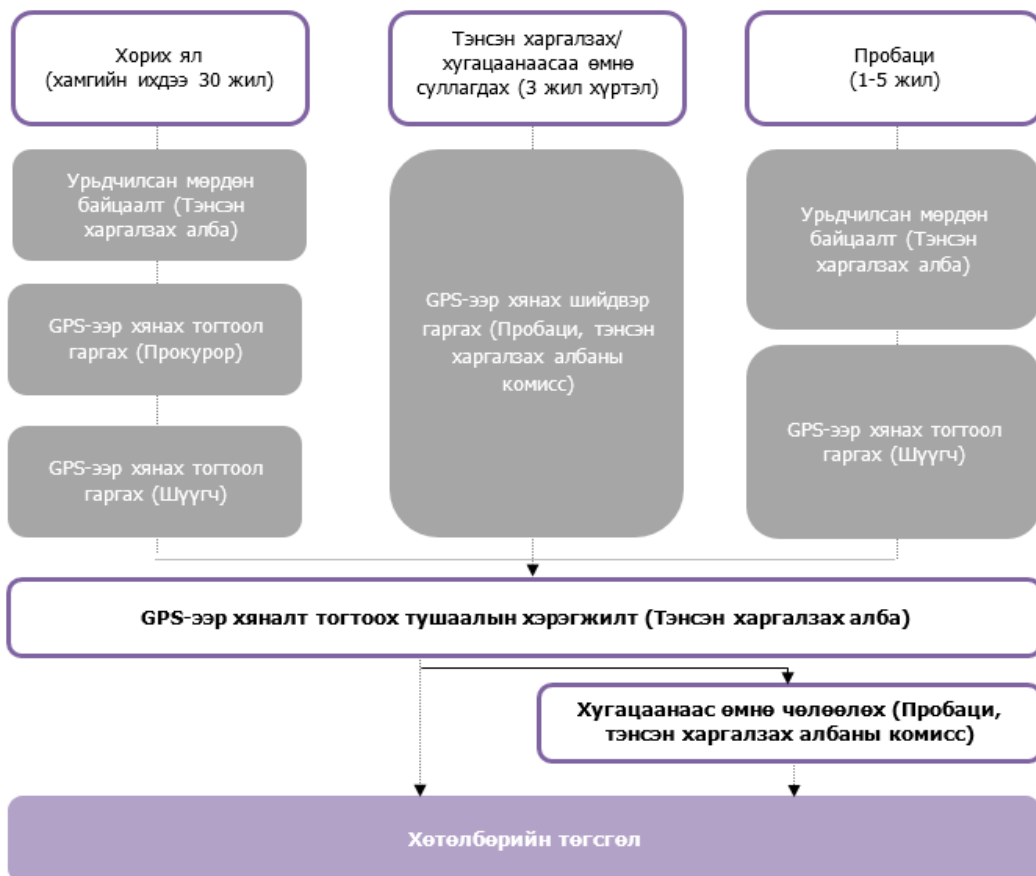 Хорих ял
(хамгийн ихдээ 30 жил)
Тэнсэн харгалзах/
хугацаанаасаа өмнө
суллагдах (3 жил хүртэл)
Пробаци
(1-5 жил)
Урьдчилсан мөрдөн
байцаалт (Тэнсэн
харгалзах алба)
GPS-ээр хянах тогтоол
гаргах (Прокурор)
GPS-ээр хянах тогтоол
гаргах (Шүүгч)
GPS-ээр хянах шийдвэр
гаргах (Пробаци, тэнсэн
харгалзах албаны
комисс)
Урьдчилсан мөрдөн
байцаалт (Тэнсэн
харгалзах алба)
GPS-ээр хянах тогтоол
гаргах (Шүүгч)
GPS-ээр хяналт тогтоох тушаалын хэрэгжилт (Тэнсэн харгалзах алба)
Хугацаанаас өмнө чөлөөлөх (Пробаци,
тэнсэн харгалзах албаны комисс)
Хөтөлбөрийн төгсгөл